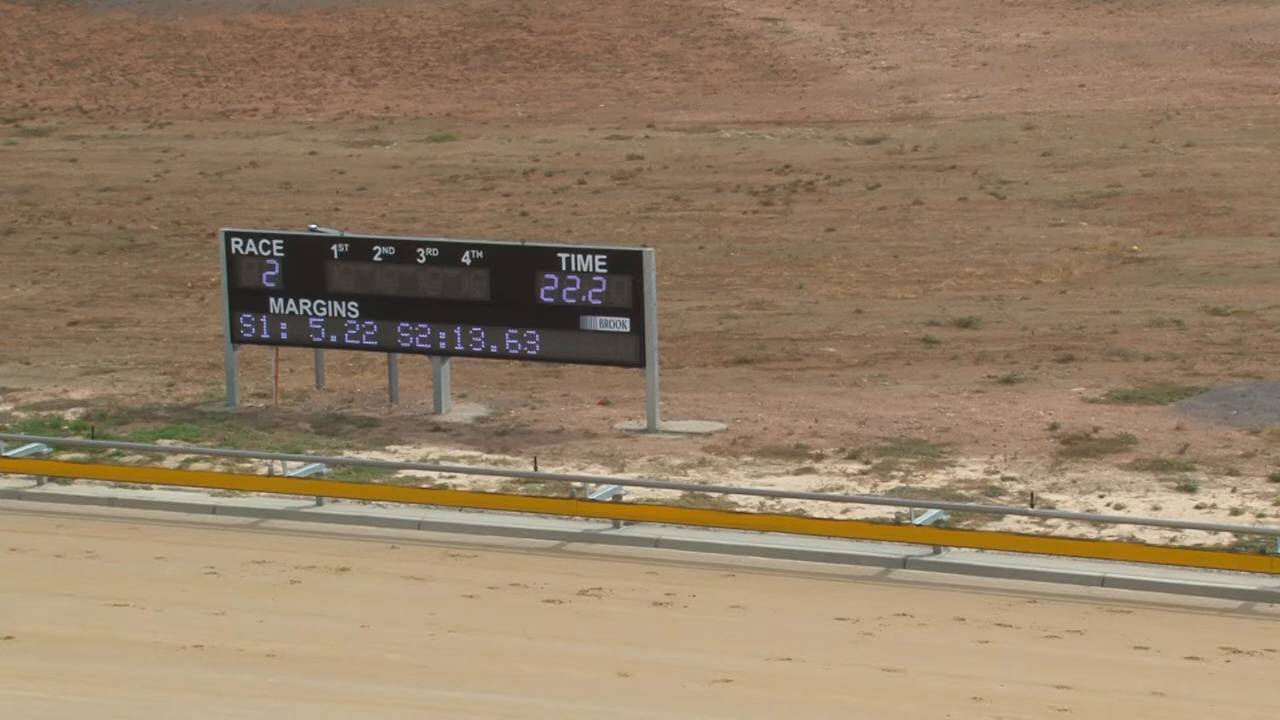 RACE 1ST 2ND 3RD 4TH TIME
2 22.2
MARGINS BROOK
S1: 5.22 S2:13.63